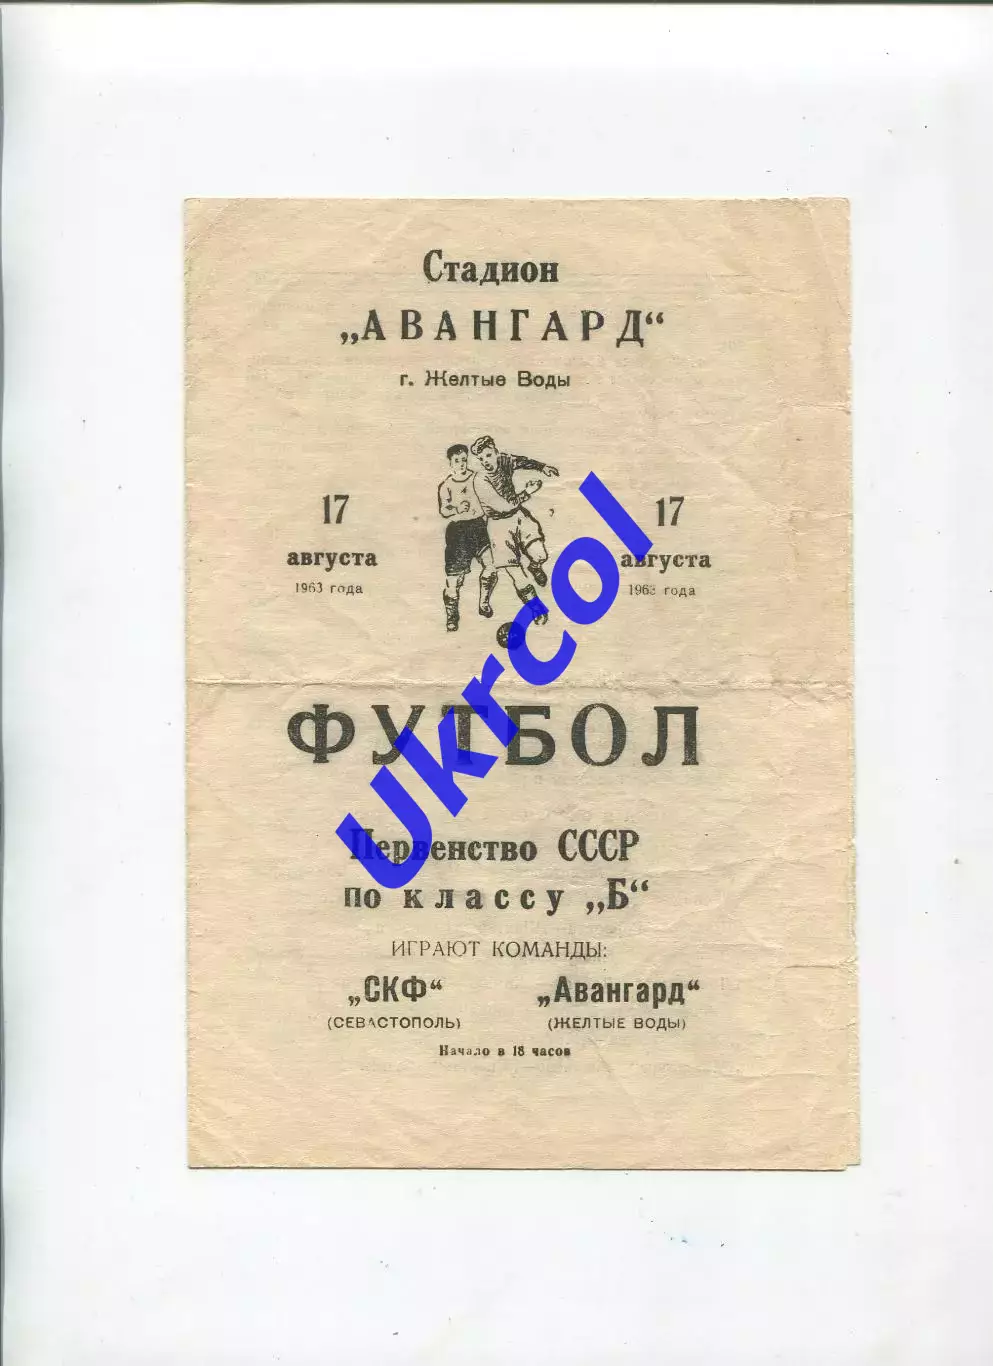 Стадион
„АВАНГАРД“
г. Желтые Воды
17
августа
1963 года
17
августа
1963 года
ФУТБОЛ
Первенство СССР
по классу „Б“
ИГРАЮТ КОМАНДЫ:
„СКФ“ „Авангард“
(СЕВАСТОПОЛЬ) (ЖЕЛТЫЕ ВОДЫ)
Начало в 18 часов
Ukrcol